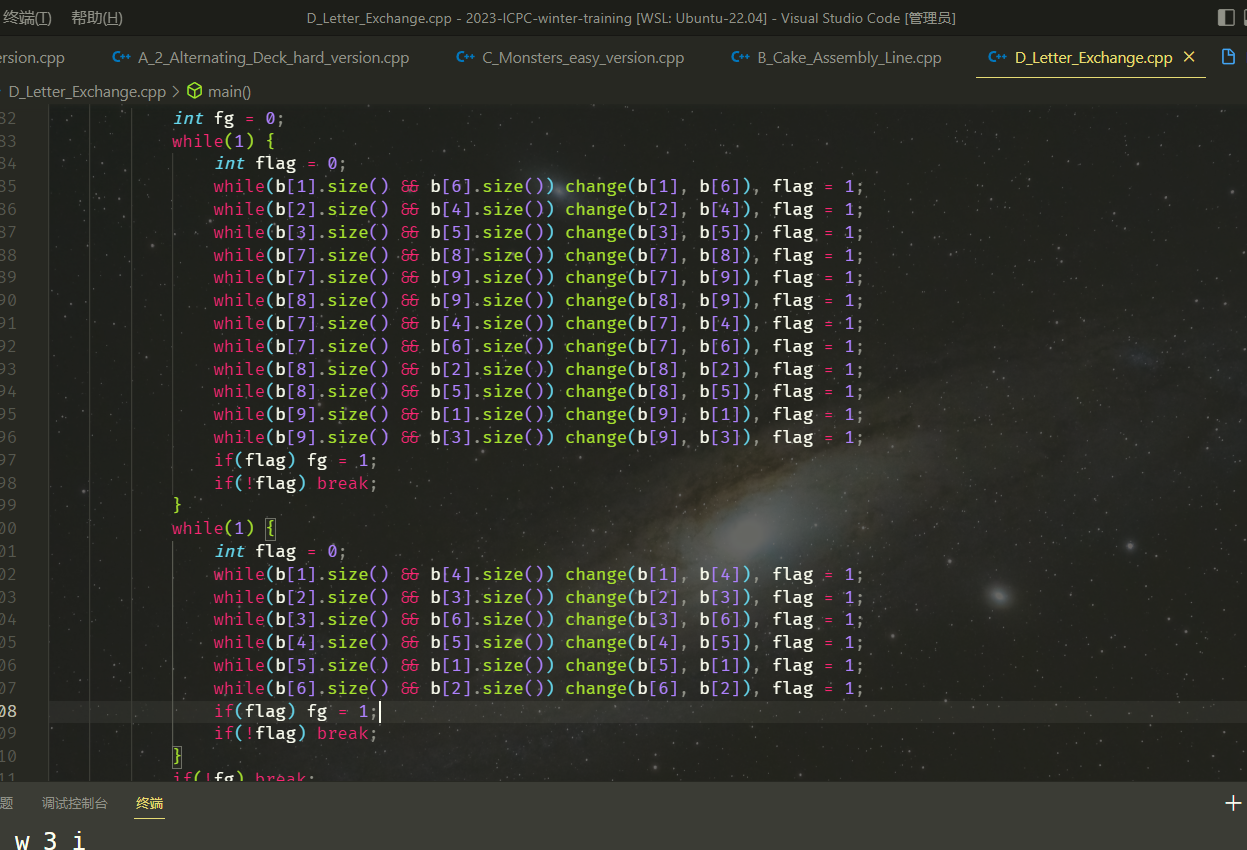 终端(T) 帮助(H) D_Letter_Exchange.cpp - 2023-ICPC-winter-training [WSL: Ubuntu-22.04] - Visual Studio Code [管理员]
ersion.cpp A_2_Alternating_Deck_hard_version.cpp C_Monsters_easy_version.cpp B_Cake_Assembly_Line.cpp D_Letter_Exchange.cpp
D_Letter_Exchange.cpp > main()
82 int fg = 0;
83 while(1) {
84 int flag = 0;
85 while(b[1].size() && b[6].size()) change(b[1], b[6]), flag = 1;
86 while(b[2].size() && b[4].size()) change(b[2], b[4]), flag = 1;
87 while(b[3].size() && b[5].size()) change(b[3], b[5]), flag = 1;
88 while(b[7].size() && b[8].size()) change(b[7], b[8]), flag = 1;
89 while(b[7].size() && b[9].size()) change(b[7], b[9]), flag = 1;
90 while(b[8].size() && b[9].size()) change(b[8], b[9]), flag = 1;
91 while(b[7].size() && b[4].size()) change(b[7], b[4]), flag = 1;
92 while(b[7].size() && b[6].size()) change(b[7], b[6]), flag = 1;
93 while(b[8].size() && b[2].size()) change(b[8], b[2]), flag = 1;
94 while(b[8].size() && b[5].size()) change(b[8], b[5]), flag = 1;
95 while(b[9].size() && b[1].size()) change(b[9], b[1]), flag = 1;
96 while(b[9].size() && b[3].size()) change(b[9], b[3]), flag = 1;
97 if(flag) fg = 1;
98 if(!flag) break;
99 }
00 while(1) {
01 int flag = 0;
02 while(b[1].size() && b[4].size()) change(b[1], b[4]), flag = 1;
03 while(b[2].size() && b[3].size()) change(b[2], b[3]), flag = 1;
04 while(b[3].size() && b[6].size()) change(b[3], b[6]), flag = 1;
05 while(b[4].size() && b[5].size()) change(b[4], b[5]), flag = 1;
06 while(b[5].size() && b[1].size()) change(b[5], b[1]), flag = 1;
07 while(b[6].size() && b[2].size()) change(b[6], b[2]), flag = 1;
08 if(flag) fg = 1;
09 if(!flag) break;
10 }
11 if(!fg) break;
题 调试控制台 终端
w 3 i